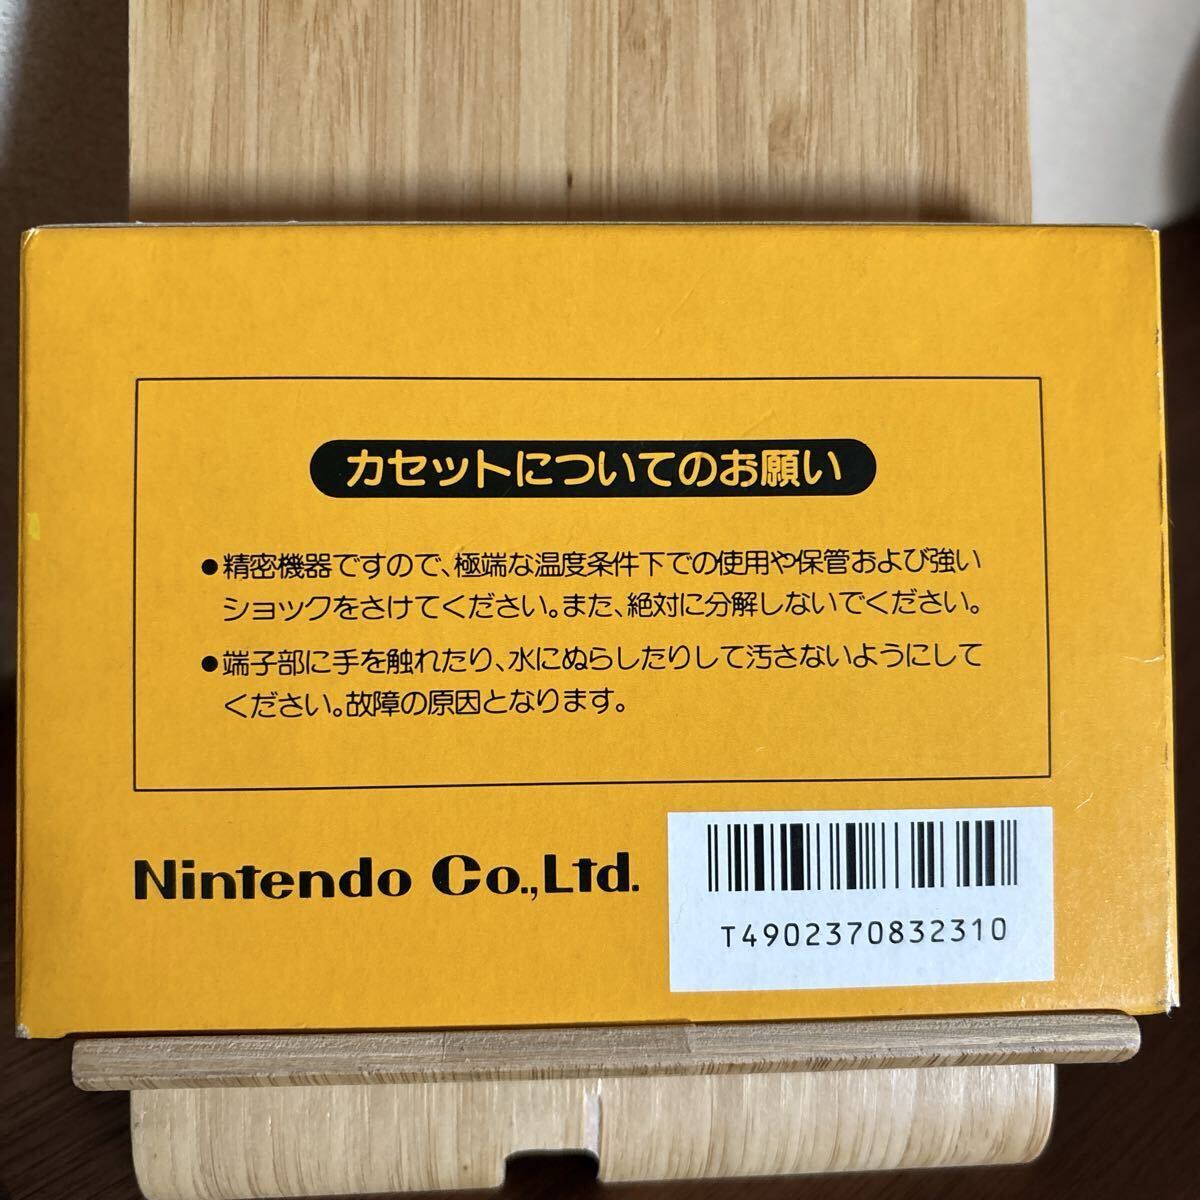 カセットについてのお願い
●精密機器ですので、極端な温度条件下での使用や保管および強い
ショックをさけてください。また、絶対に分解しないでください。
●端子部に手を触れたり、水にぬらしたりして汚さないようにして
ください。故障の原因となります。
Nintendo Co.,Ltd.
T4902370832310